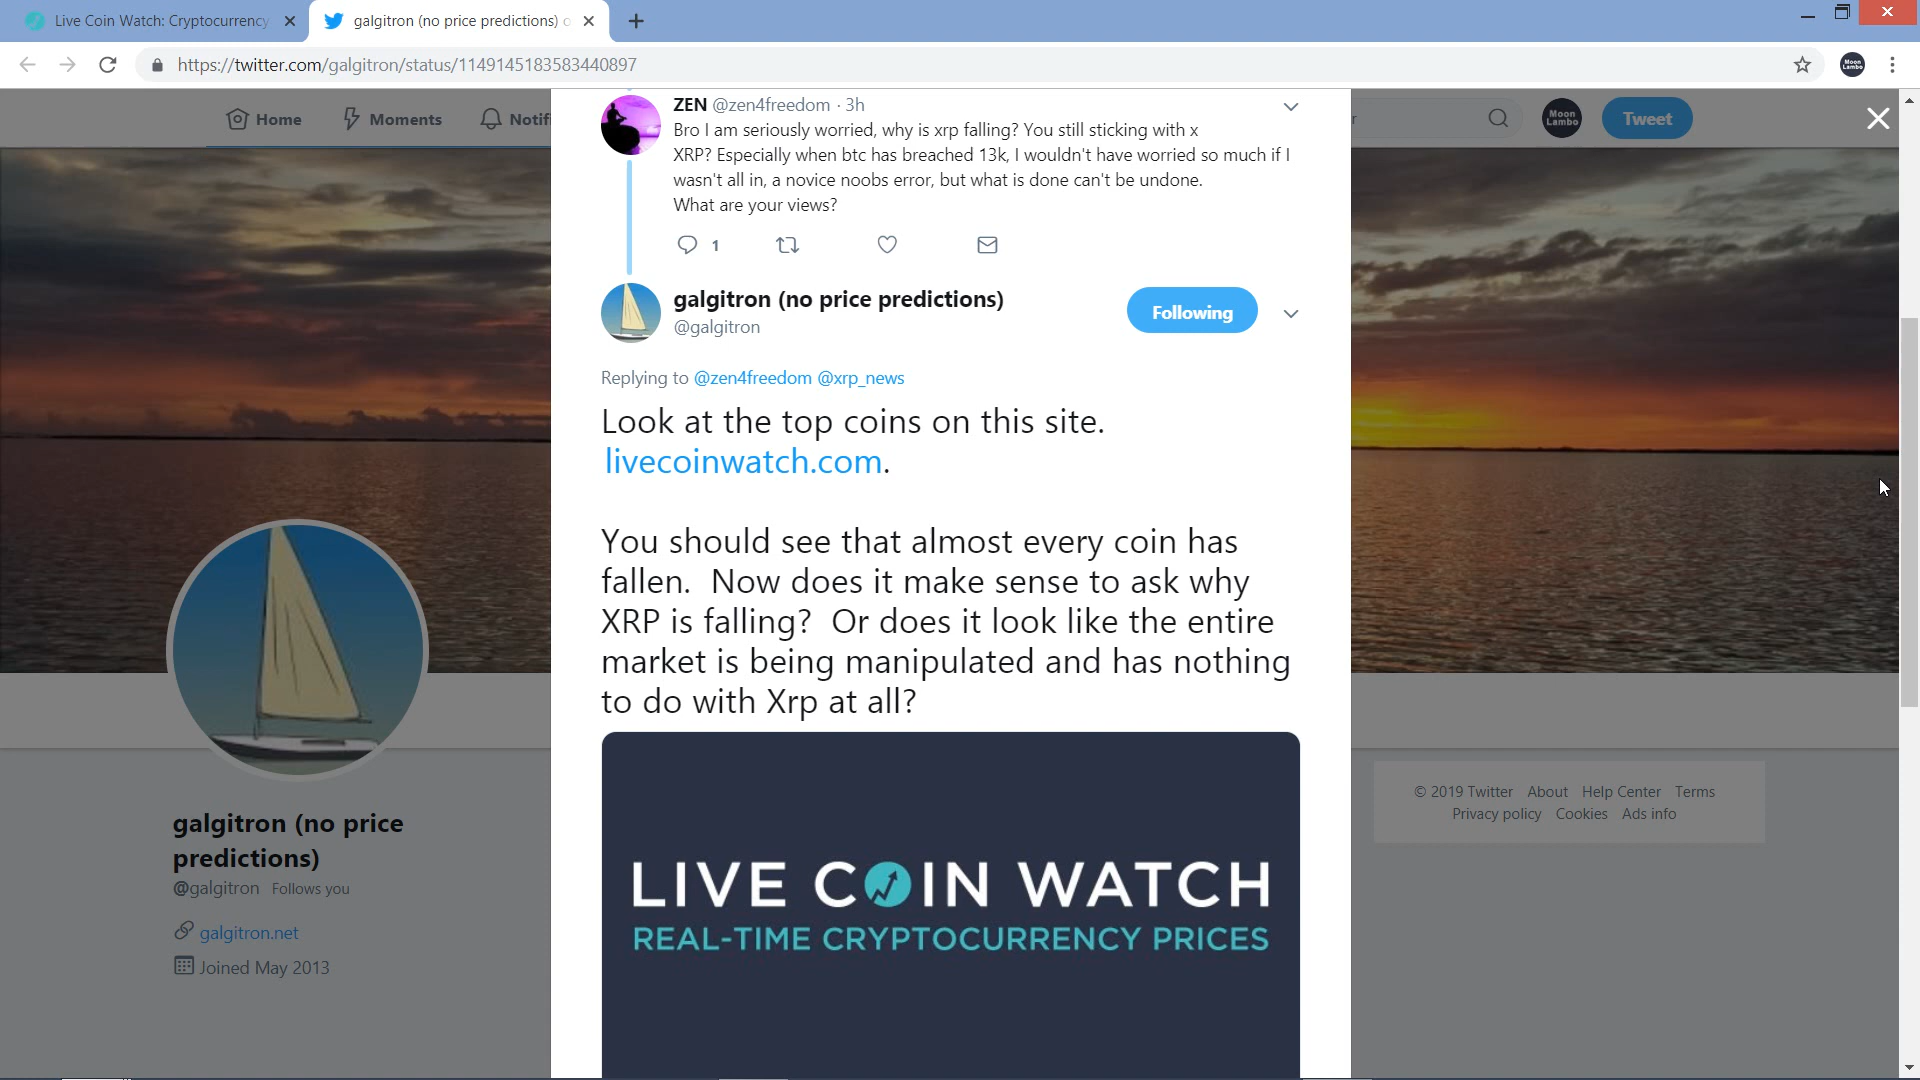 Live Coin Watch: Cryptocurrency
galgitron (no price predictions)
https://twitter.com/galgitron/status/1149145183583440897
Home
Moments
Notif
r
Moon Lambo
Tweet
ZEN @zen4freedom · 3h
Bro I am seriously worried, why is xrp falling? You still sticking with x
XRP? Especially when btc has breached 13k, I wouldn't have worried so much if I
wasn't all in, a novice noobs error, but what is done can't be undone.
What are your views?
1
galgitron (no price predictions)
@galgitron
Following
Replying to @zen4freedom @xrp_news
Look at the top coins on this site.
livecoinwatch.com.
You should see that almost every coin has
fallen. Now does it make sense to ask why
XRP is falling? Or does it look like the entire
market is being manipulated and has nothing
to do with Xrp at all?
LIVE COIN WATCH
REAL-TIME CRYPTOCURRENCY PRICES
galgitron (no price
predictions)
@galgitron Follows you
galgitron.net
Joined May 2013
© 2019 Twitter About Help Center Terms
Privacy policy Cookies Ads info